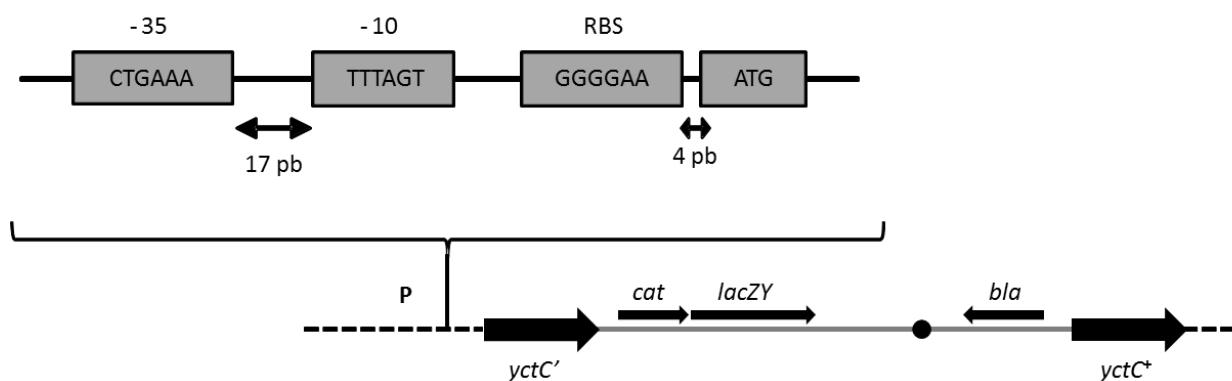 -35 -10 RBS
CTGAAA TTTAGT GGGGAA ATG
17 pb 4 pb
P cat lacZY bla
yctC’ yctC⁺